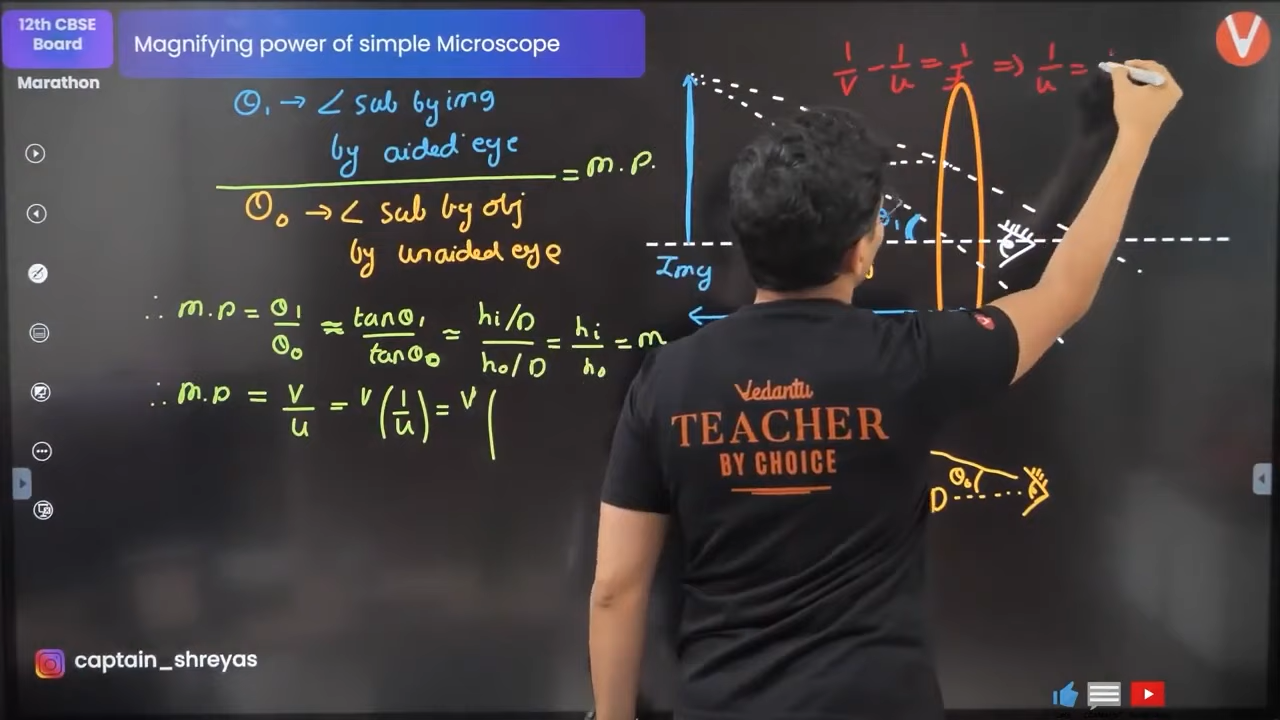 12th CBSE
Board
Marathon
Magnifying power of simple Microscope
θ₁ → ∠ sub by img
by aided eye
= m.p.
θ₀ → ∠ sub by obj
by unaided eye
∴ m.p = θ₁/θ₀ ≈ tanθ₁/tanθ₀ ≈ hi/D / ho/D = hi/ho = m
∴ m.p = v/u = v(1/u) = v(
1/v - 1/u = 1/f ⇒ 1/u =
θ₁
Img
θ₀
D
Vedantu
TEACHER
BY CHOICE
captain_shreyas